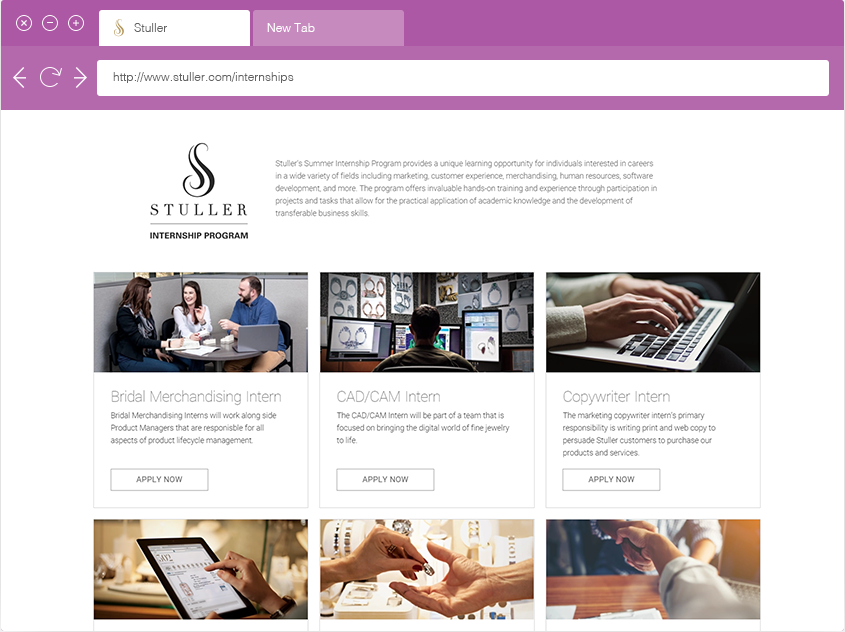 Stuller
New Tab
http://www.stuller.com/internships
STULLER
INTERNSHIP PROGRAM
Stuller's Summer Internship Program provides a unique learning opportunity for individuals interested in careers
in a wide variety of fields including marketing, customer experience, merchandising, human resources, software
development, and more. The program offers invaluable hands-on training and experience through participation in
projects and tasks that allow for the practical application of academic knowledge and the development of
transferable business skills.
Bridal Merchandising Intern
Bridal Merchandising Interns will work along side
Product Managers that are responisble for all
aspects of product lifecycle management.
APPLY NOW
CAD/CAM Intern
The CAD/CAM Intern will be part of a team that is
focused on bringing the digital world of fine jewelry
to life.
APPLY NOW
Copywriter Intern
The marketing copywriter intern's primary
responsibility is writing print and web copy to
persuade Stuller customers to purchase our
products and services.
APPLY NOW